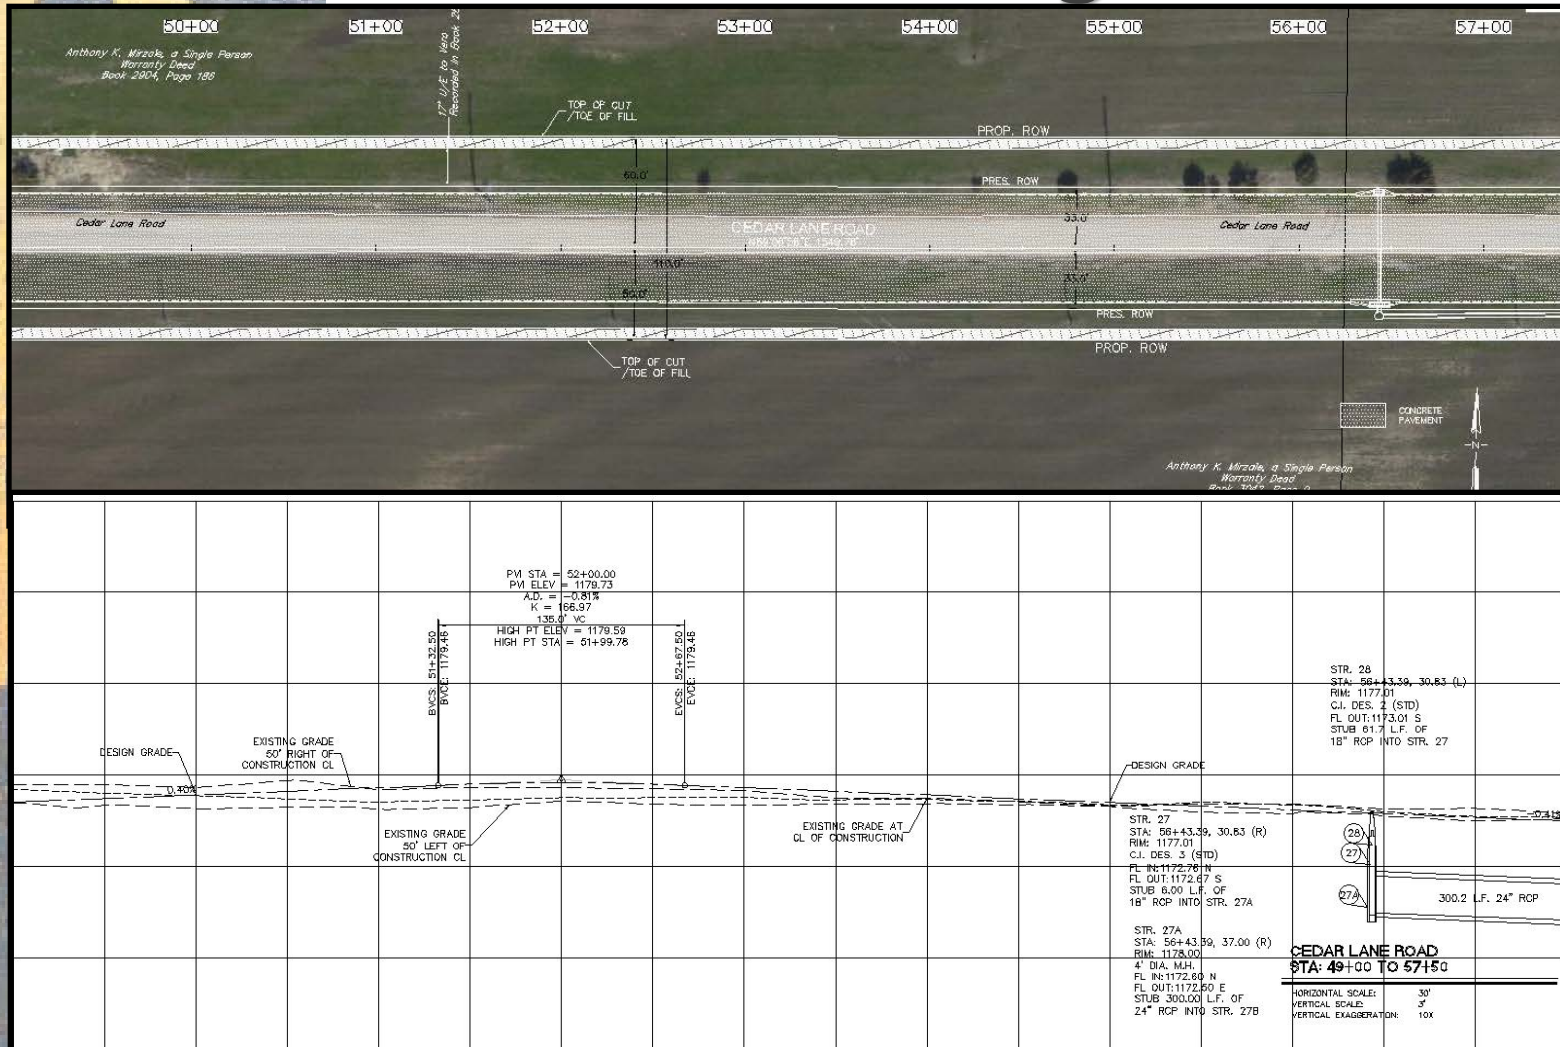 50+00 51+00 52+00 53+00 54+00 55+00 56+00 57+00
Anthony K. Mirzale, a Single Person
Warranty Deed
Book 2904, Page 186
17' U/E to Vero
Recorded in Book
TOP OF CUT
/TOE OF FILL
PROP. ROW
60.0'
PRES. ROW
Cedar Lane Road
CEDAR LANE ROAD
33.0'
Cedar Lane Road
110.0'
50.0'
33.0'
PRES. ROW
PROP. ROW
TOP OF CUT
/TOE OF FILL
CONCRETE
PAVEMENT
N
Anthony K. Mirzale, a Single Person
Warranty Deed
PVI STA = 52+00.00
PVI ELEV = 1179.73
A.D. = -0.81%
K = 166.97
135.0' VC
HIGH PT ELEV = 1179.59
HIGH PT STA = 51+99.78
BVCS: 51+32.50
BVCE: 1179.46
EVCS: 52+67.50
EVCE: 1179.46
DESIGN GRADE
EXISTING GRADE
50' RIGHT OF
CONSTRUCTION CL
0.40%
EXISTING GRADE
50' LEFT OF
CONSTRUCTION CL
EXISTING GRADE AT
CL OF CONSTRUCTION
DESIGN GRADE
STR. 28
STA: 56+43.39, 30.83 (L)
RIM: 1177.01
C.I. DES. 2 (STD)
FL OUT:1173.01 S
STUB 61.7 L.F. OF
18" RCP INTO STR. 27
STR. 27
STA: 56+43.39, 30.83 (R)
RIM: 1177.01
C.I. DES. 3 (STD)
FL IN:1172.76 N
FL OUT:1172.67 S
STUB 6.00 L.F. OF
18" RCP INTO STR. 27A
STR. 27A
STA: 56+43.39, 37.00 (R)
RIM: 1178.00
4' DIA. M.H.
FL IN:1172.60 N
FL OUT:1172.50 E
STUB 300.00 L.F. OF
24" RCP INTO STR. 27B
28
27
27A
300.2 L.F. 24" RCP
CEDAR LANE ROAD
STA: 49+00 TO 57+50
HORIZONTAL SCALE: 30'
VERTICAL SCALE: 3'
VERTICAL EXAGGERATION: 10X